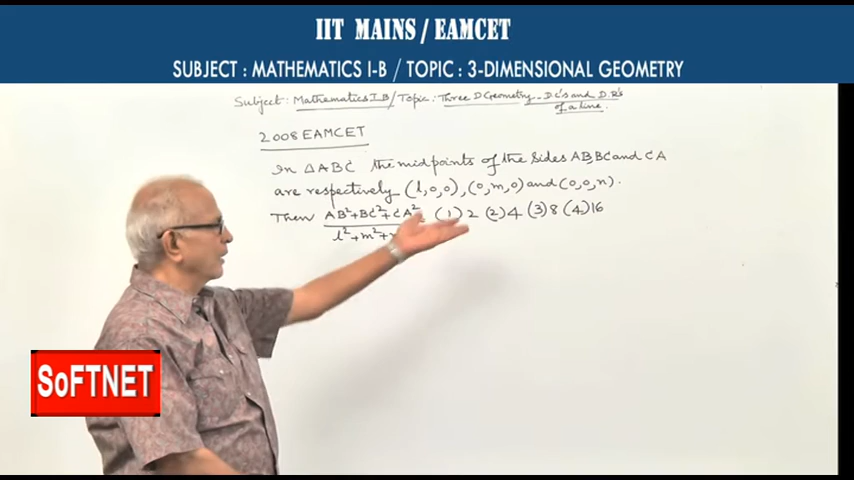 IIT MAINS / EAMCET
SUBJECT : MATHEMATICS I-B / TOPIC : 3-DIMENSIONAL GEOMETRY
Subject: Mathematics IB / Topic: Three D Geometry - D.C's and D.R's
of a line.
2008 EAMCET
In △ABC the midpoints of the sides AB, BC and CA
are respectively (l,0,0), (0,m,0) and (0,0,n).
Then AB²+BC²+CA² (1) 2 (2) 4 (3) 8 (4) 16
l²+m²+
SoFTNET